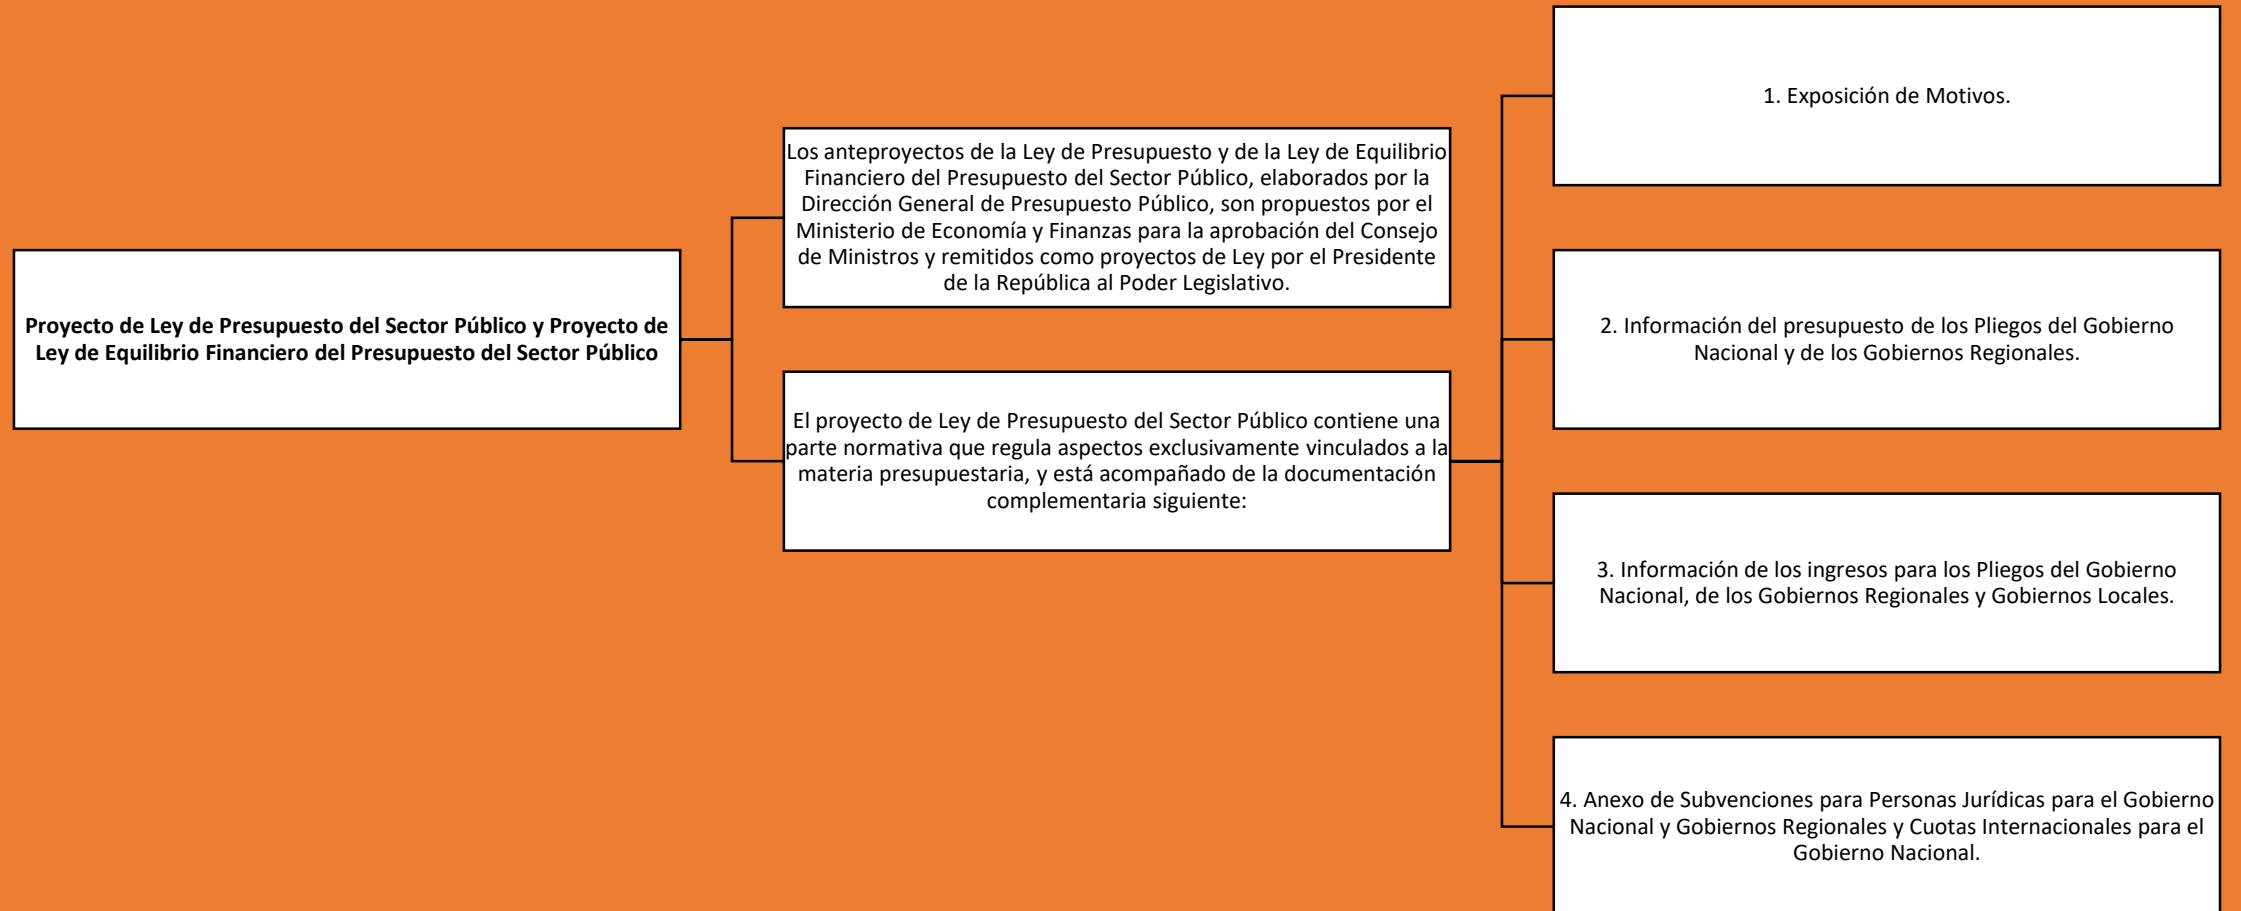 Proyecto de Ley de Presupuesto del Sector Público y Proyecto de
Ley de Equilibrio Financiero del Presupuesto del Sector Público
Los anteproyectos de la Ley de Presupuesto y de la Ley de Equilibrio
Financiero del Presupuesto del Sector Público, elaborados por la
Dirección General de Presupuesto Público, son propuestos por el
Ministerio de Economía y Finanzas para la aprobación del Consejo
de Ministros y remitidos como proyectos de Ley por el Presidente
de la República al Poder Legislativo.
El proyecto de Ley de Presupuesto del Sector Público contiene una
parte normativa que regula aspectos exclusivamente vinculados a la
materia presupuestaria, y está acompañado de la documentación
complementaria siguiente:
1. Exposición de Motivos.
2. Información del presupuesto de los Pliegos del Gobierno
Nacional y de los Gobiernos Regionales.
3. Información de los ingresos para los Pliegos del Gobierno
Nacional, de los Gobiernos Regionales y Gobiernos Locales.
4. Anexo de Subvenciones para Personas Jurídicas para el Gobierno
Nacional y Gobiernos Regionales y Cuotas Internacionales para el
Gobierno Nacional.